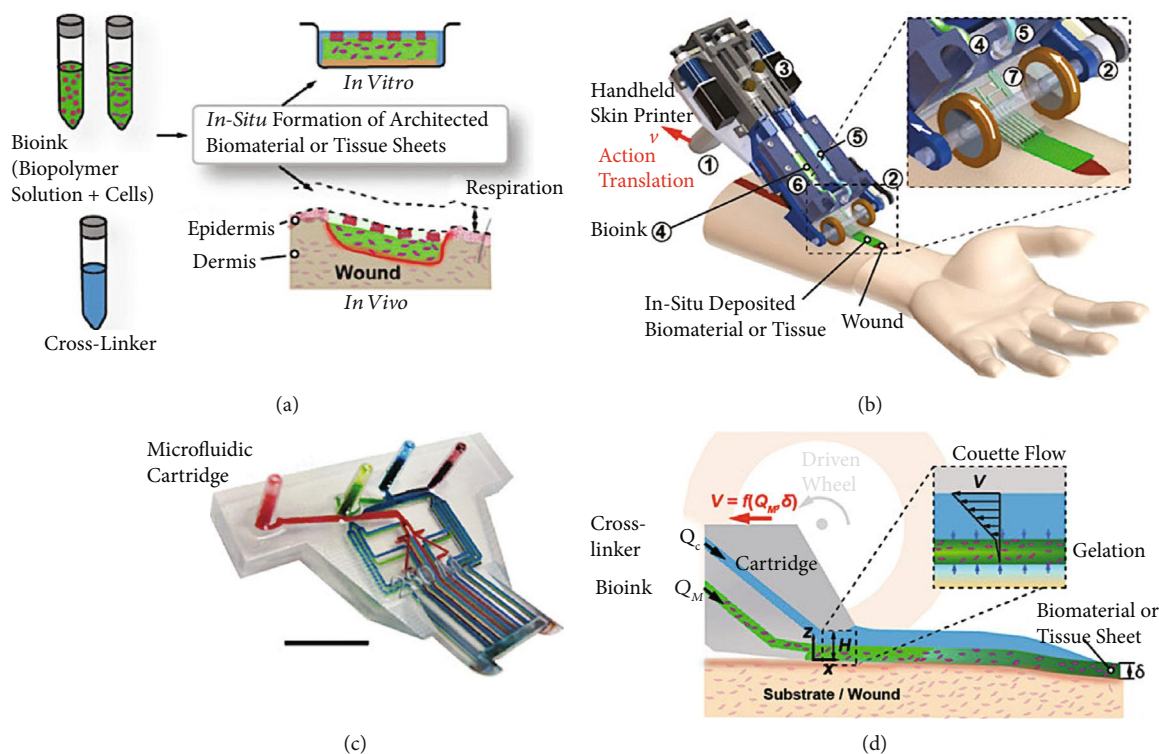 Bioink
(Biopolymer
Solution + Cells)
Cross-Linker
In Vitro
In-Situ Formation of Architected
Biomaterial or Tissue Sheets
Respiration
Epidermis
Dermis
Wound
In Vivo
(a)
Handheld
Skin Printer
v
Action
Translation
1
3
5
2
6
Bioink 4
4
5
7
2
In-Situ Deposited
Biomaterial or Tissue
Wound
(b)
Microfluidic
Cartridge
(c)
Driven
Wheel
V = f(QM, δ)
Cross-
linker
Qc
Cartridge
Bioink
QM
z
H
x
Substrate / Wound
Couette Flow
V
Gelation
Biomaterial or
Tissue Sheet
δ
(d)